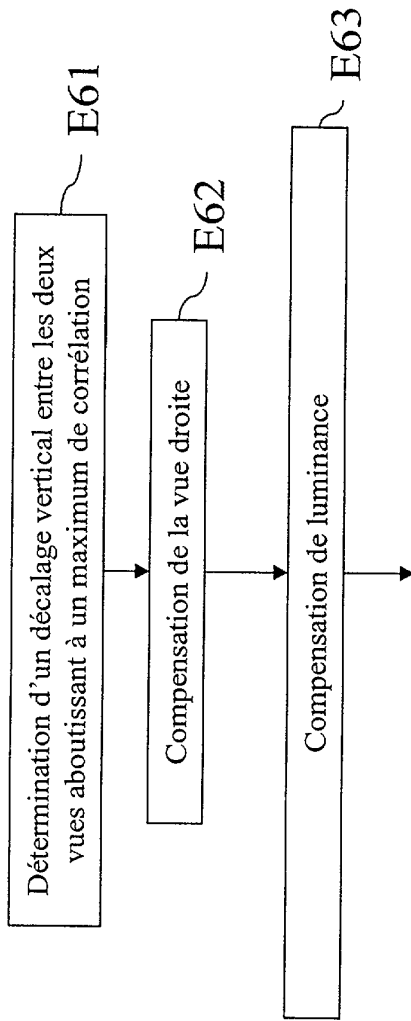 Détermination d'un décalage vertical entre les deux
vues aboutissant à un maximum de corrélation
E61
Compensation de la vue droite
E62
Compensation de luminance
E63